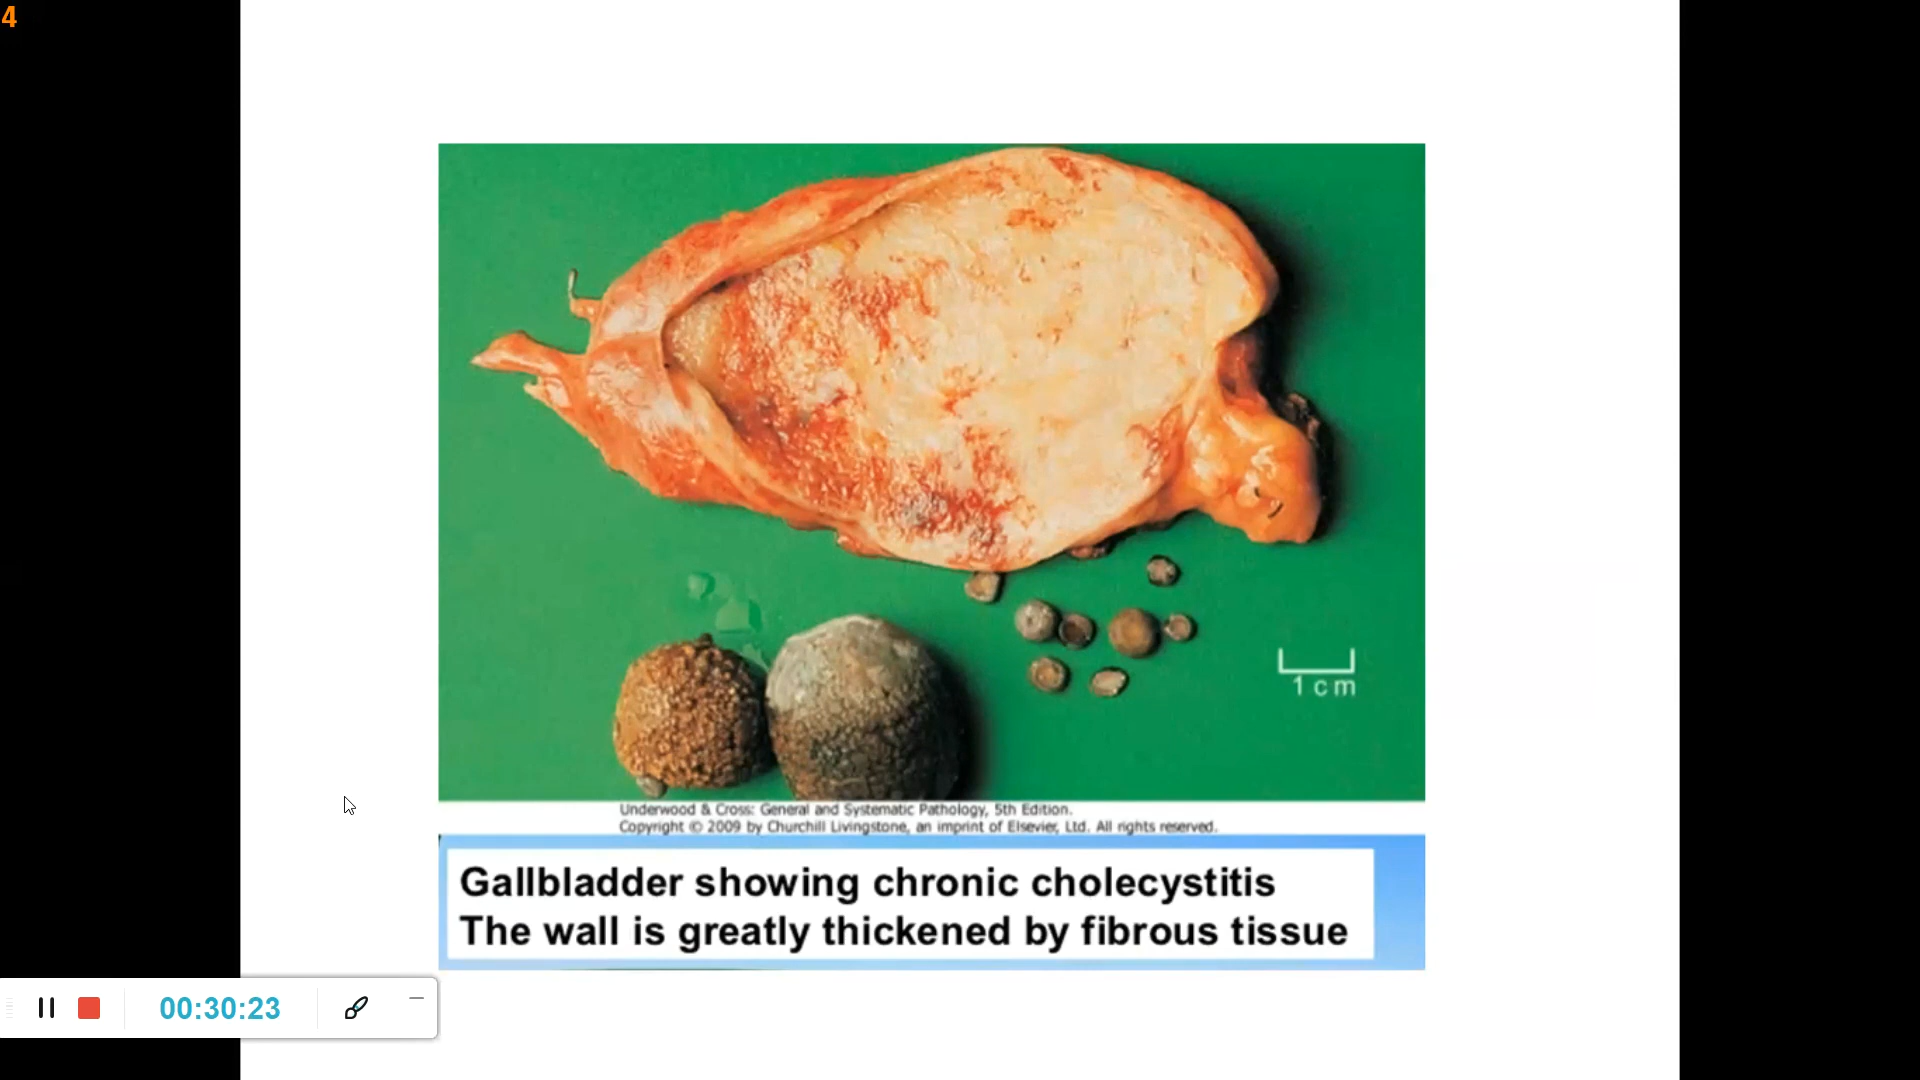 4
1 cm
Underwood & Cross: General and Systematic Pathology, 5th Edition.
Copyright © 2009 by Churchill Livingstone, an imprint of Elsevier, Ltd. All rights reserved.
Gallbladder showing chronic cholecystitis
The wall is greatly thickened by fibrous tissue
00:30:23